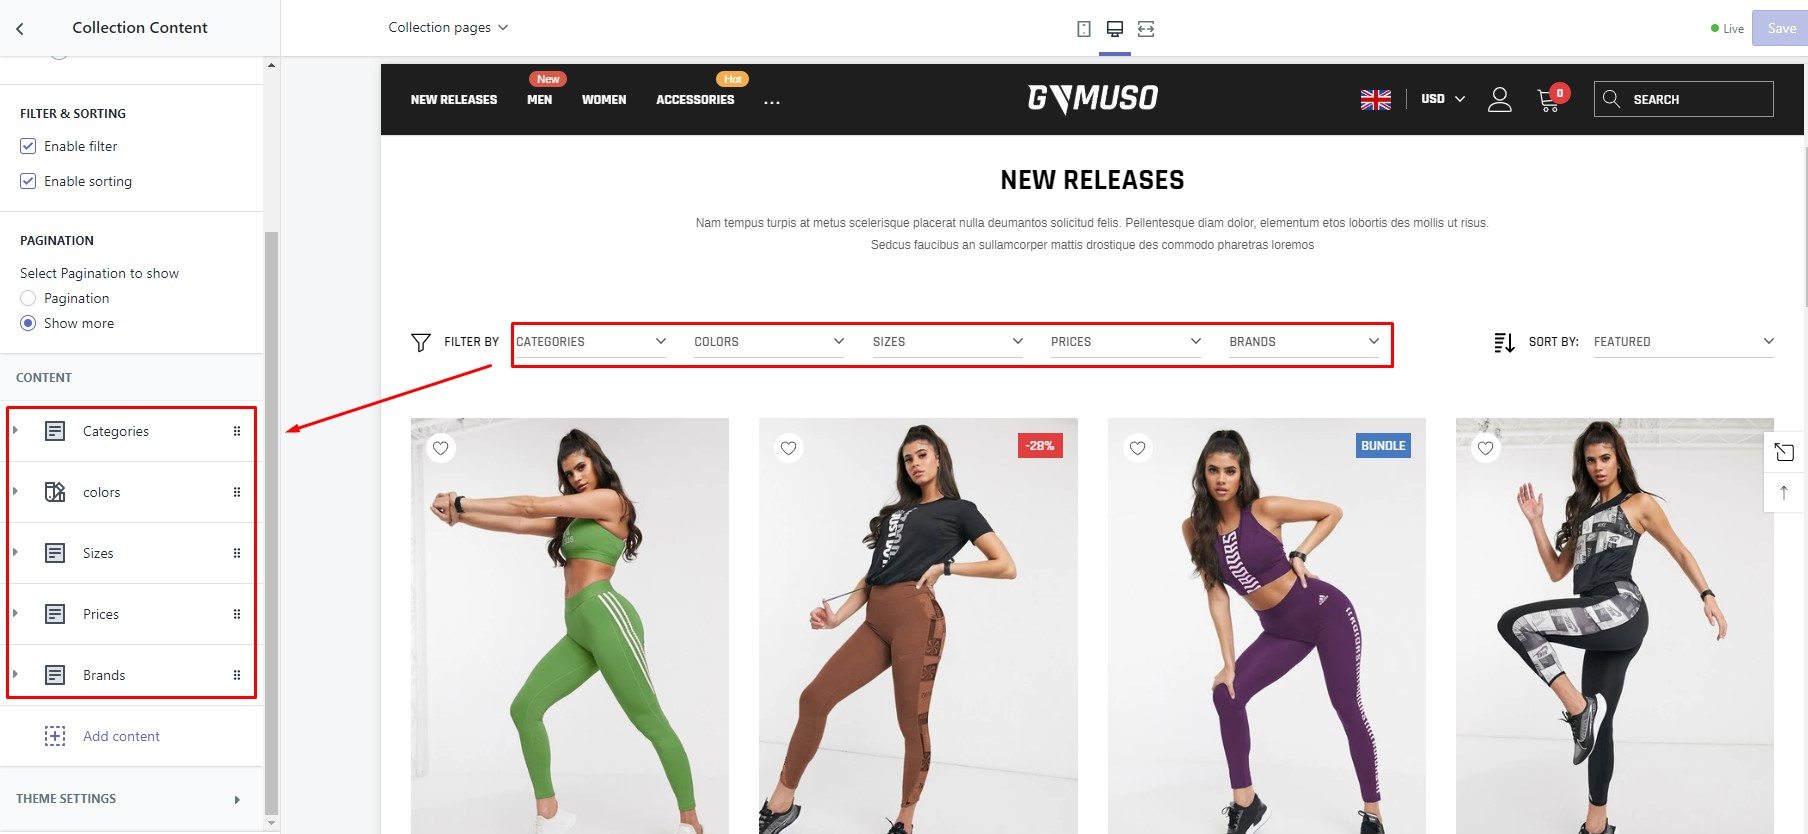 Collection Content
Collection pages
Live
Save
FILTER & SORTING
Enable filter
Enable sorting
PAGINATION
Select Pagination to show
Pagination
Show more
CONTENT
Categories
colors
Sizes
Prices
Brands
Add content
THEME SETTINGS
New
Hot
NEW RELEASES MEN WOMEN ACCESSORIES ...
GYMUSO
USD
0
SEARCH
NEW RELEASES
Nam tempus turpis at metus scelerisque placerat nulla deumantos solicitud felis. Pellentesque diam dolor, elementum etos lobortis des mollis ut risus.
Sedcus faucibus an sullamcorper mattis drostique des commodo pharetras loremos
FILTER BY CATEGORIES COLORS SIZES PRICES BRANDS SORT BY: FEATURED
-28%
BUNDLE